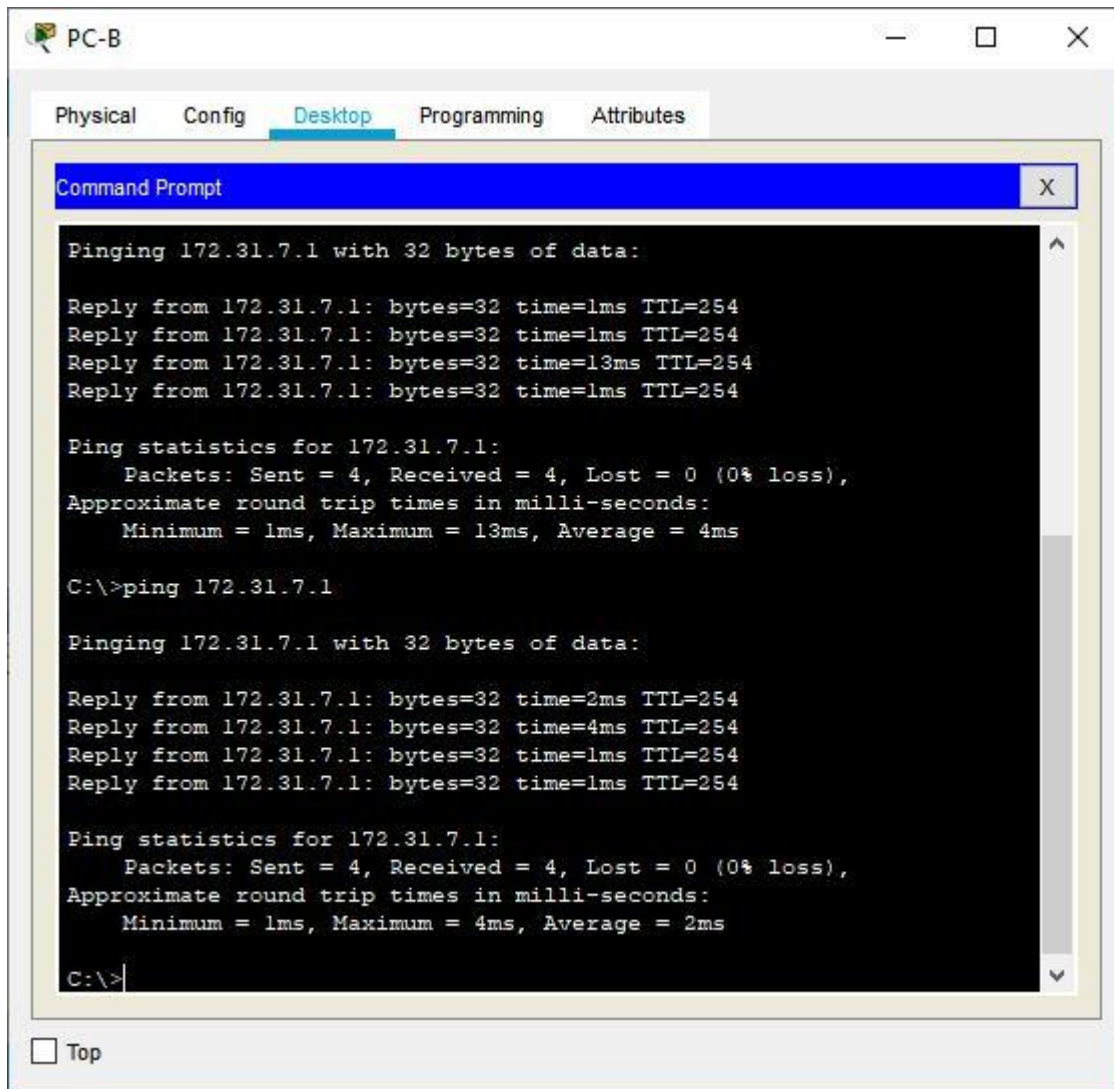 PC-B
Physical Config Desktop Programming Attributes
Command Prompt
X
Pinging 172.31.7.1 with 32 bytes of data:
Reply from 172.31.7.1: bytes=32 time=1ms TTL=254
Reply from 172.31.7.1: bytes=32 time=1ms TTL=254
Reply from 172.31.7.1: bytes=32 time=13ms TTL=254
Reply from 172.31.7.1: bytes=32 time=1ms TTL=254
Ping statistics for 172.31.7.1:
Packets: Sent = 4, Received = 4, Lost = 0 (0% loss),
Approximate round trip times in milli-seconds:
Minimum = 1ms, Maximum = 13ms, Average = 4ms
C:\>ping 172.31.7.1
Pinging 172.31.7.1 with 32 bytes of data:
Reply from 172.31.7.1: bytes=32 time=2ms TTL=254
Reply from 172.31.7.1: bytes=32 time=4ms TTL=254
Reply from 172.31.7.1: bytes=32 time=1ms TTL=254
Reply from 172.31.7.1: bytes=32 time=1ms TTL=254
Ping statistics for 172.31.7.1:
Packets: Sent = 4, Received = 4, Lost = 0 (0% loss),
Approximate round trip times in milli-seconds:
Minimum = 1ms, Maximum = 4ms, Average = 2ms
C:\>
Top